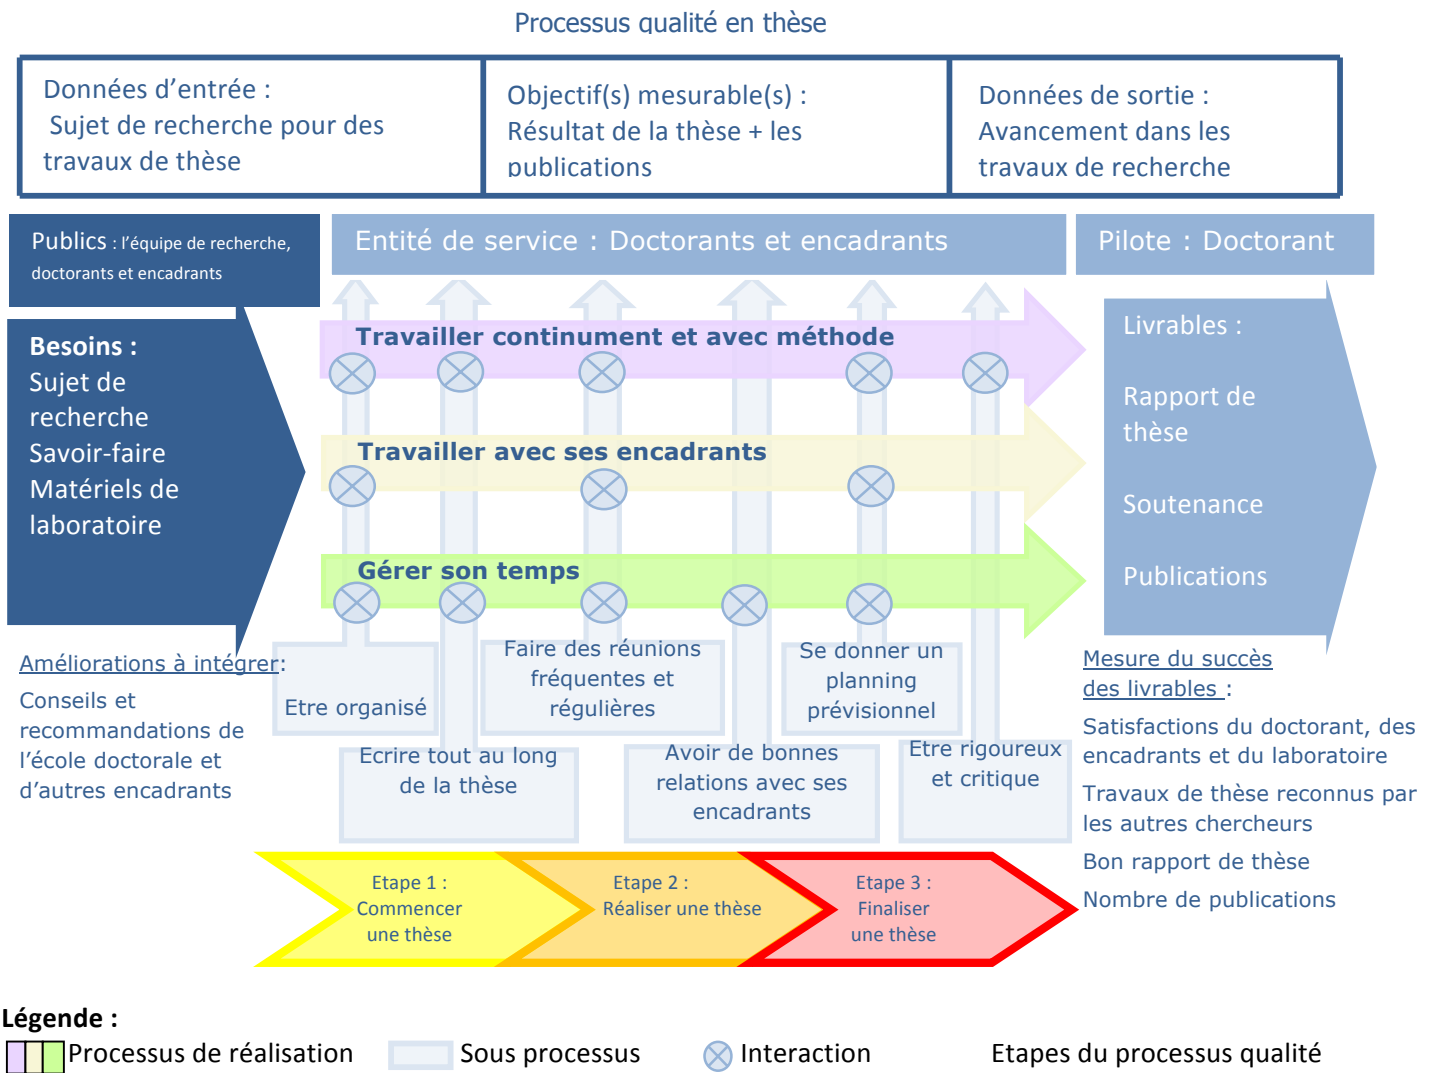 Processus qualité en thèse
Données d’entrée :
Sujet de recherche pour des
travaux de thèse
Objectif(s) mesurable(s) :
Résultat de la thèse + les
publications
Données de sortie :
Avancement dans les
travaux de recherche
Publics : l’équipe de recherche,
doctorants et encadrants
Entité de service : Doctorants et encadrants
Pilote : Doctorant
Besoins :
Sujet de
recherche
Savoir-faire
Matériels de
laboratoire
Travailler continument et avec méthode
Travailler avec ses encadrants
Gérer son temps
Livrables :
Rapport de
thèse
Soutenance
Publications
Améliorations à intégrer:
Conseils et
recommandations de
l’école doctorale et
d’autres encadrants
Etre organisé
Faire des réunions
fréquentes et
régulières
Se donner un
planning
prévisionnel
Ecrire tout au long
de la thèse
Avoir de bonnes
relations avec ses
encadrants
Etre rigoureux
et critique
Mesure du succès
des livrables :
Satisfactions du doctorant, des
encadrants et du laboratoire
Travaux de thèse reconnus par
les autres chercheurs
Bon rapport de thèse
Nombre de publications
Etape 1 :
Commencer
une thèse
Etape 2 :
Réaliser une thèse
Etape 3 :
Finaliser
une thèse
Légende :
Processus de réalisation
Sous processus
Interaction
Etapes du processus qualité